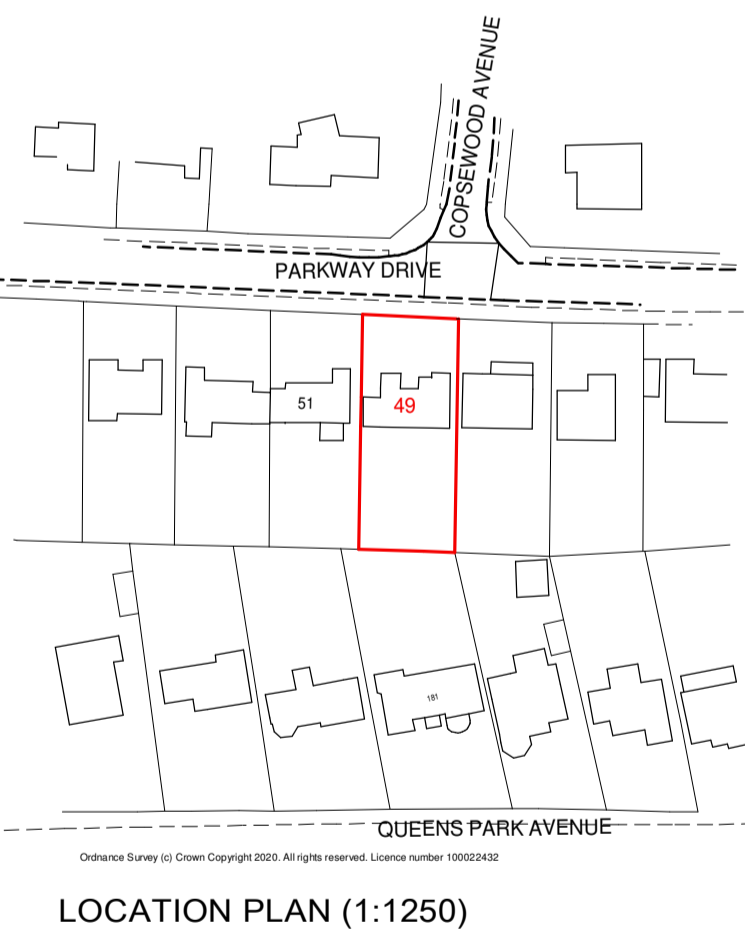 COPSEWOOD AVENUE
PARKWAY DRIVE
51
49
181
QUEENS PARK AVENUE
Ordnance Survey (c) Crown Copyright 2020. All rights reserved. Licence number 100022432
LOCATION PLAN (1:1250)